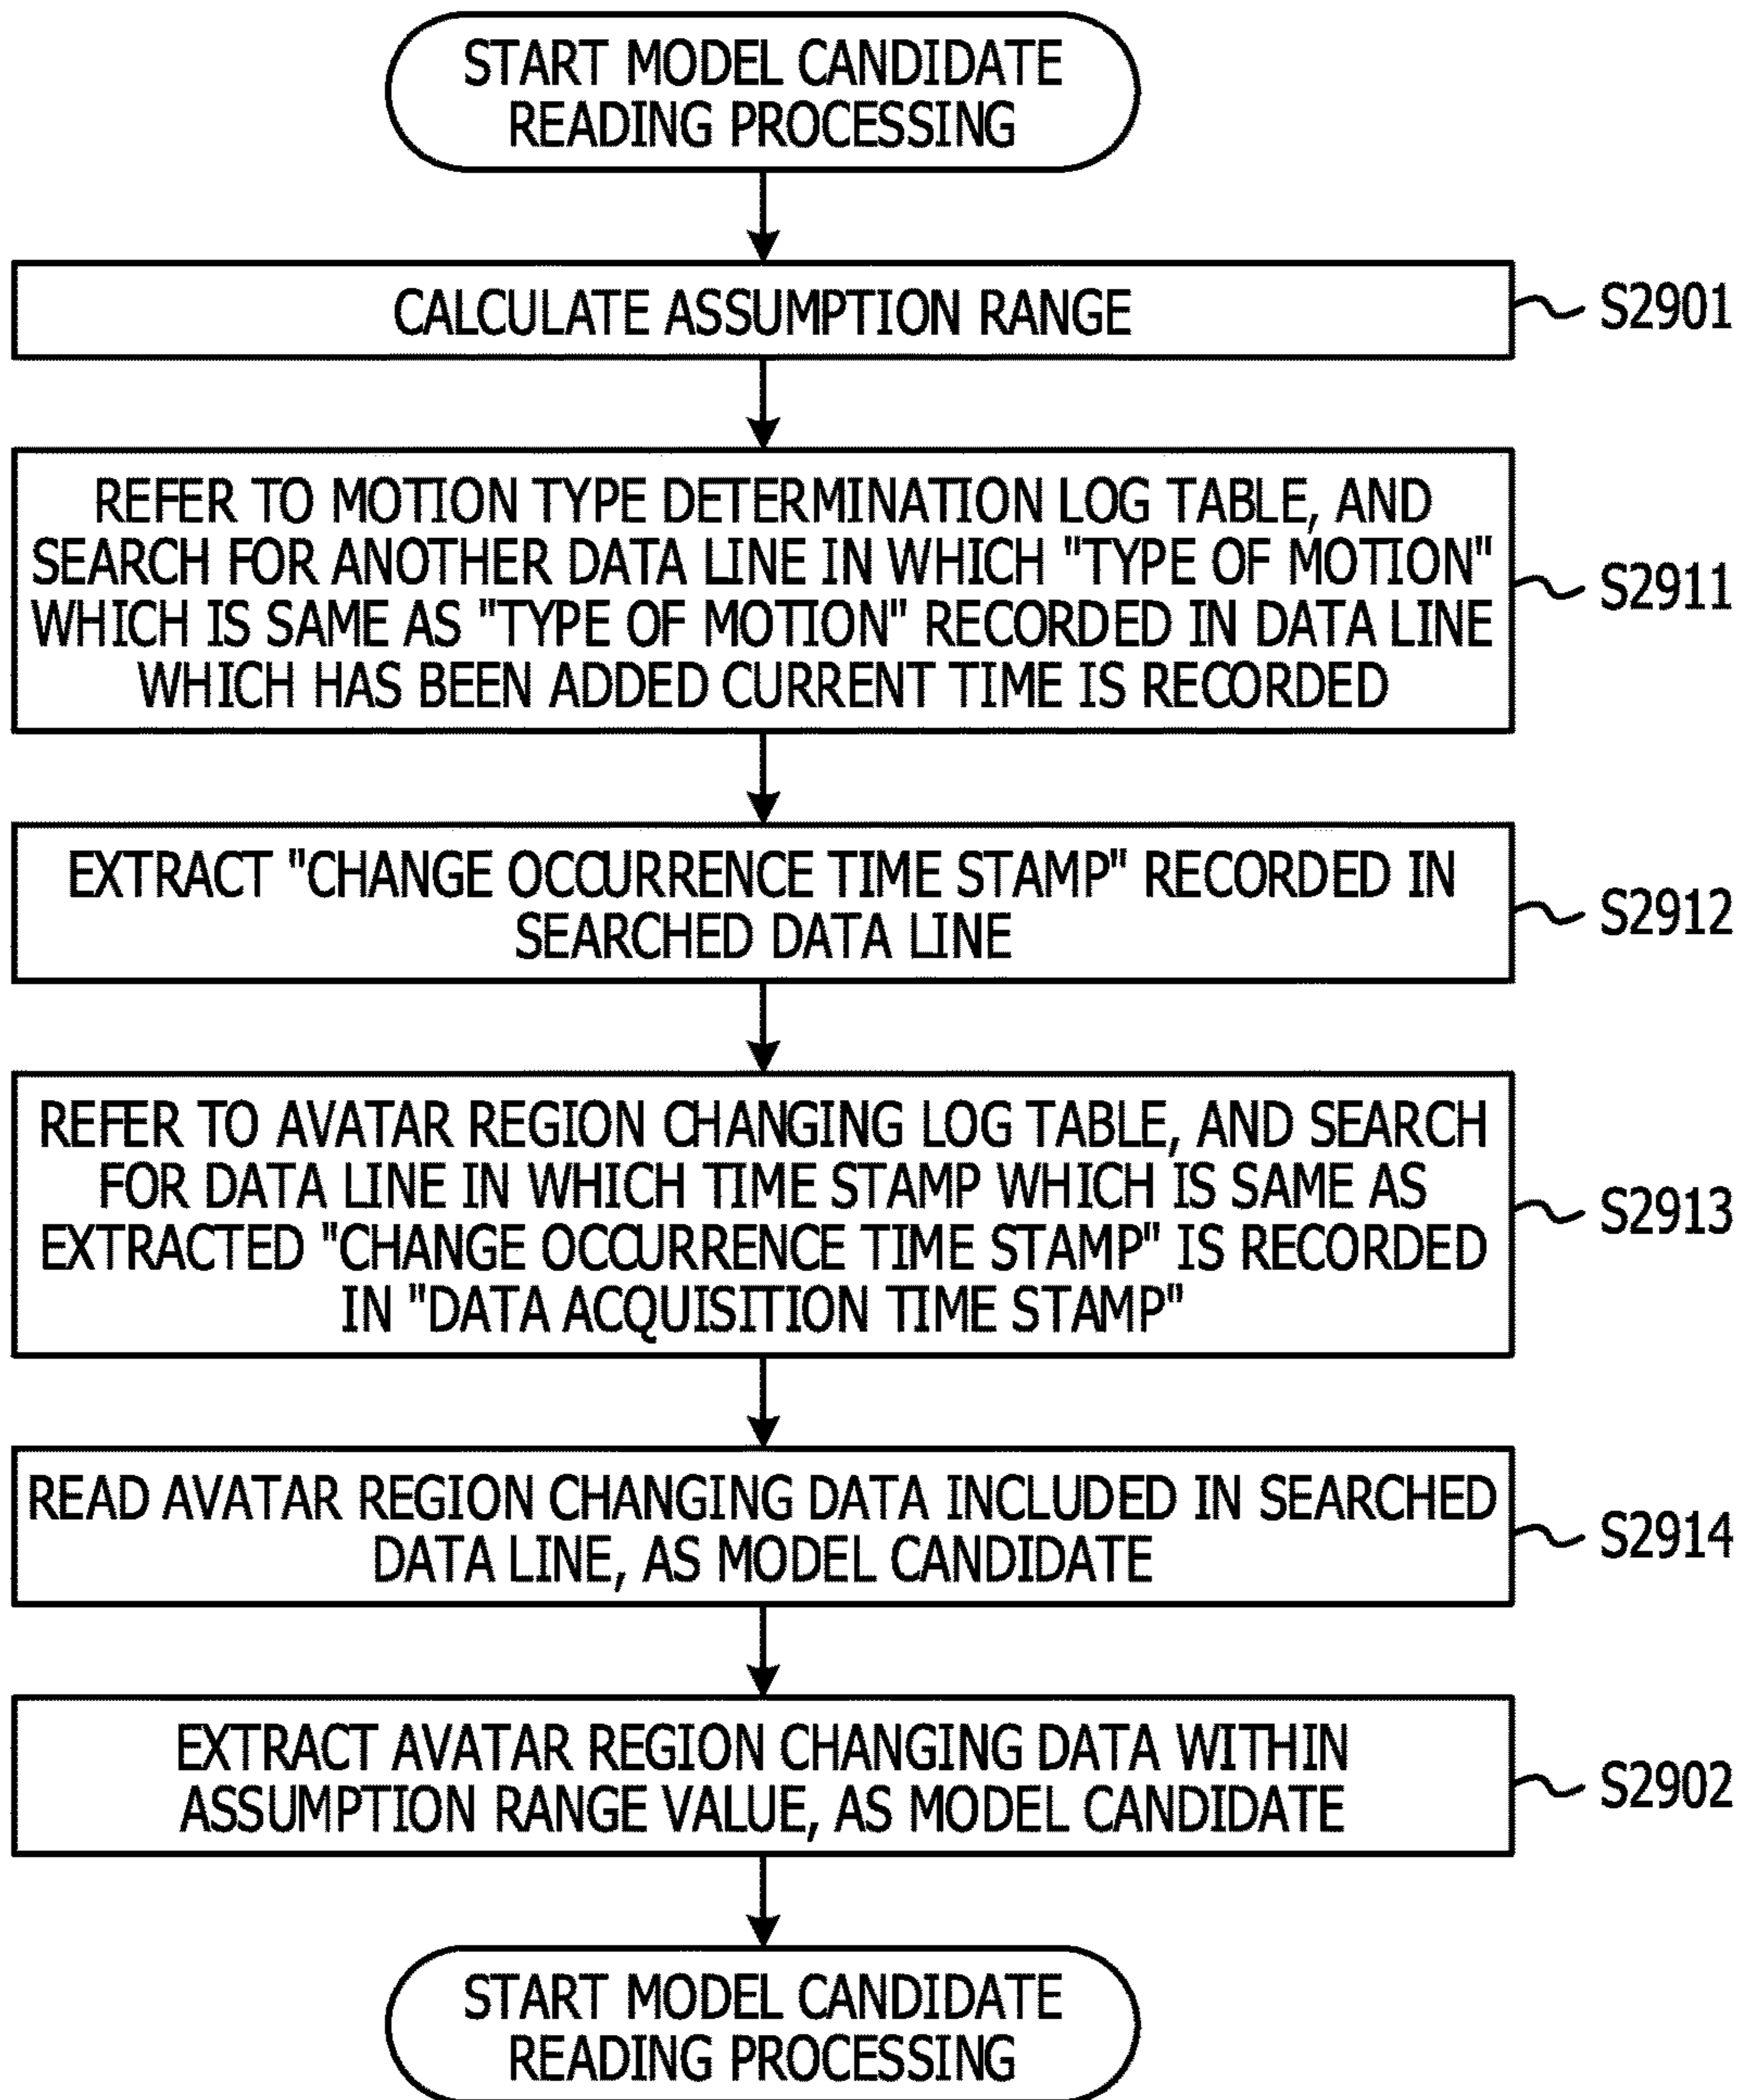 START MODEL CANDIDATE
READING PROCESSING
CALCULATE ASSUMPTION RANGE
S2901
REFER TO MOTION TYPE DETERMINATION LOG TABLE, AND
SEARCH FOR ANOTHER DATA LINE IN WHICH "TYPE OF MOTION"
WHICH IS SAME AS "TYPE OF MOTION" RECORDED IN DATA LINE
WHICH HAS BEEN ADDED CURRENT TIME IS RECORDED
S2911
EXTRACT "CHANGE OCCURRENCE TIME STAMP" RECORDED IN
SEARCHED DATA LINE
S2912
REFER TO AVATAR REGION CHANGING LOG TABLE, AND SEARCH
FOR DATA LINE IN WHICH TIME STAMP WHICH IS SAME AS
EXTRACTED "CHANGE OCCURRENCE TIME STAMP" IS RECORDED
IN "DATA ACQUISITION TIME STAMP"
S2913
READ AVATAR REGION CHANGING DATA INCLUDED IN SEARCHED
DATA LINE, AS MODEL CANDIDATE
S2914
EXTRACT AVATAR REGION CHANGING DATA WITHIN
ASSUMPTION RANGE VALUE, AS MODEL CANDIDATE
S2902
START MODEL CANDIDATE
READING PROCESSING